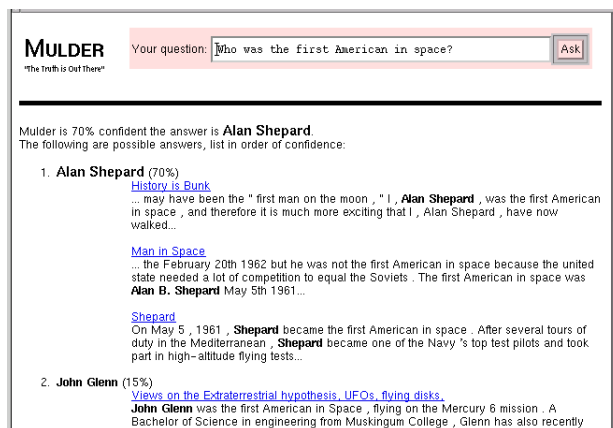 MULDER
"The Truth is Out There"
Your question: Who was the first American in space? Ask
Mulder is 70% confident the answer is Alan Shepard.
The following are possible answers, list in order of confidence:
1. Alan Shepard (70%)
History is Bunk
... may have been the " first man on the moon , " I , Alan Shepard , was the first American
in space , and therefore it is much more exciting that I , Alan Shepard , have now
walked...
Man in Space
... the February 20th 1962 but he was not the first American in space because the united
state needed a lot of competition to equal the Soviets . The first American in space was
Alan B. Shepard May 5th 1961...
Shepard
On May 5 , 1961 , Shepard became the first American in space . After several tours of
duty in the Mediterranean , Shepard became one of the Navy 's top test pilots and took
part in high-altitude flying tests...
2. John Glenn (15%)
Views on the Extraterrestrial hypothesis, UFOs, flying disks,
John Glenn was the first American in Space , flying on the Mercury 6 mission . A
Bachelor of Science in engineering from Muskingum College , Glenn has also recently